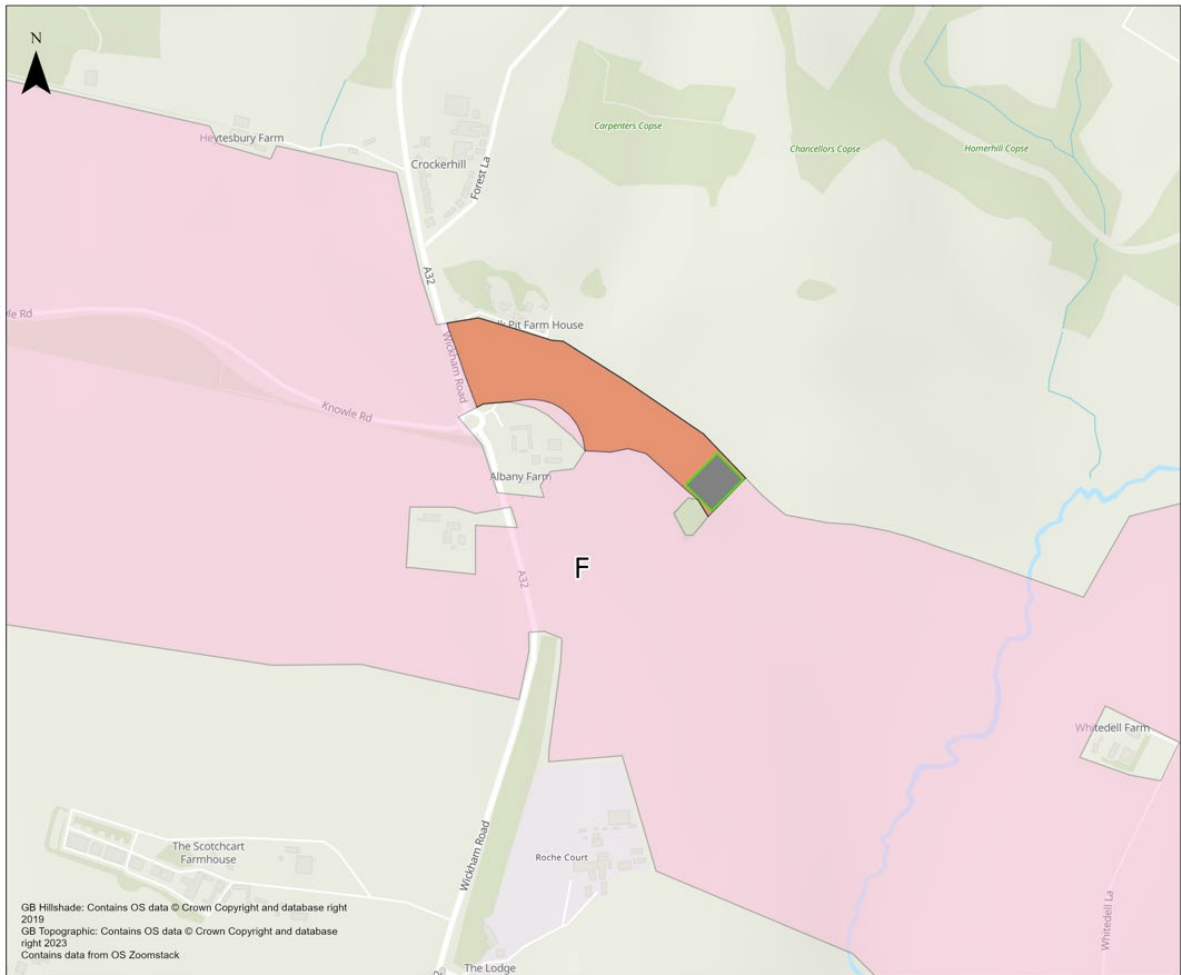 N
Heytesbury Farm
Crockerhill
Forest La
Carpenters Copse
Chancellors Copse
Homerhill Copse
A32
Pit Farm House
Wickham Road
Knowle Rd
Albany Farm
F
A32
Whitedell Farm
The Scotchcart
Farmhouse
Wickham Road
Roche Court
Whitedell La
The Lodge
GB Hillshade: Contains OS data © Crown Copyright and database right
2019
GB Topographic: Contains OS data © Crown Copyright and database
right 2023
Contains data from OS Zoomstack